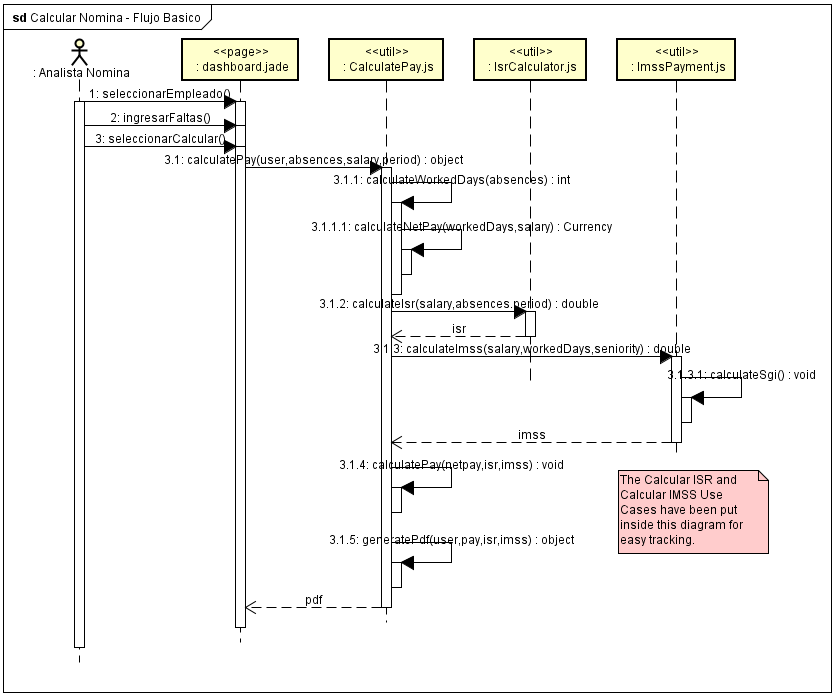 sd Calcular Nomina - Flujo Basico
: Analista Nomina
<<page>>
: dashboard.jade
<<util>>
: CalculatePay.js
<<util>>
: IsrCalculator.js
<<util>>
: ImssPayment.js
1: seleccionarEmpleado()
2: ingresarFaltas()
3: seleccionarCalcular()
3.1: calculatePay(user,absences,salary,period) : object
3.1.1: calculateWorkedDays(absences) : int
3.1.1.1: calculateNetPay(workedDays,salary) : Currency
3.1.2: calculateIsr(salary,absences.period) : double
isr
3.1.3: calculateImss(salary,workedDays,seniority) : double
3.1.3.1: calculateSgi() : void
imss
3.1.4: calculatePay(netpay,isr,imss) : void
The Calcular ISR and
Calcular IMSS Use
Cases have been put
inside this diagram for
easy tracking.
3.1.5: generatePdf(user,pay,isr,imss) : object
pdf